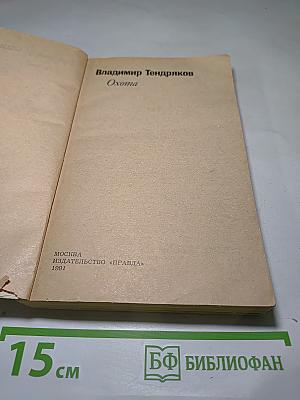 Владимир Тендряков
Охота
МОСКВА
ИЗДАТЕЛЬСТВО «ПРАВДА»
1991
15 см
БФ БИБЛИОФАН